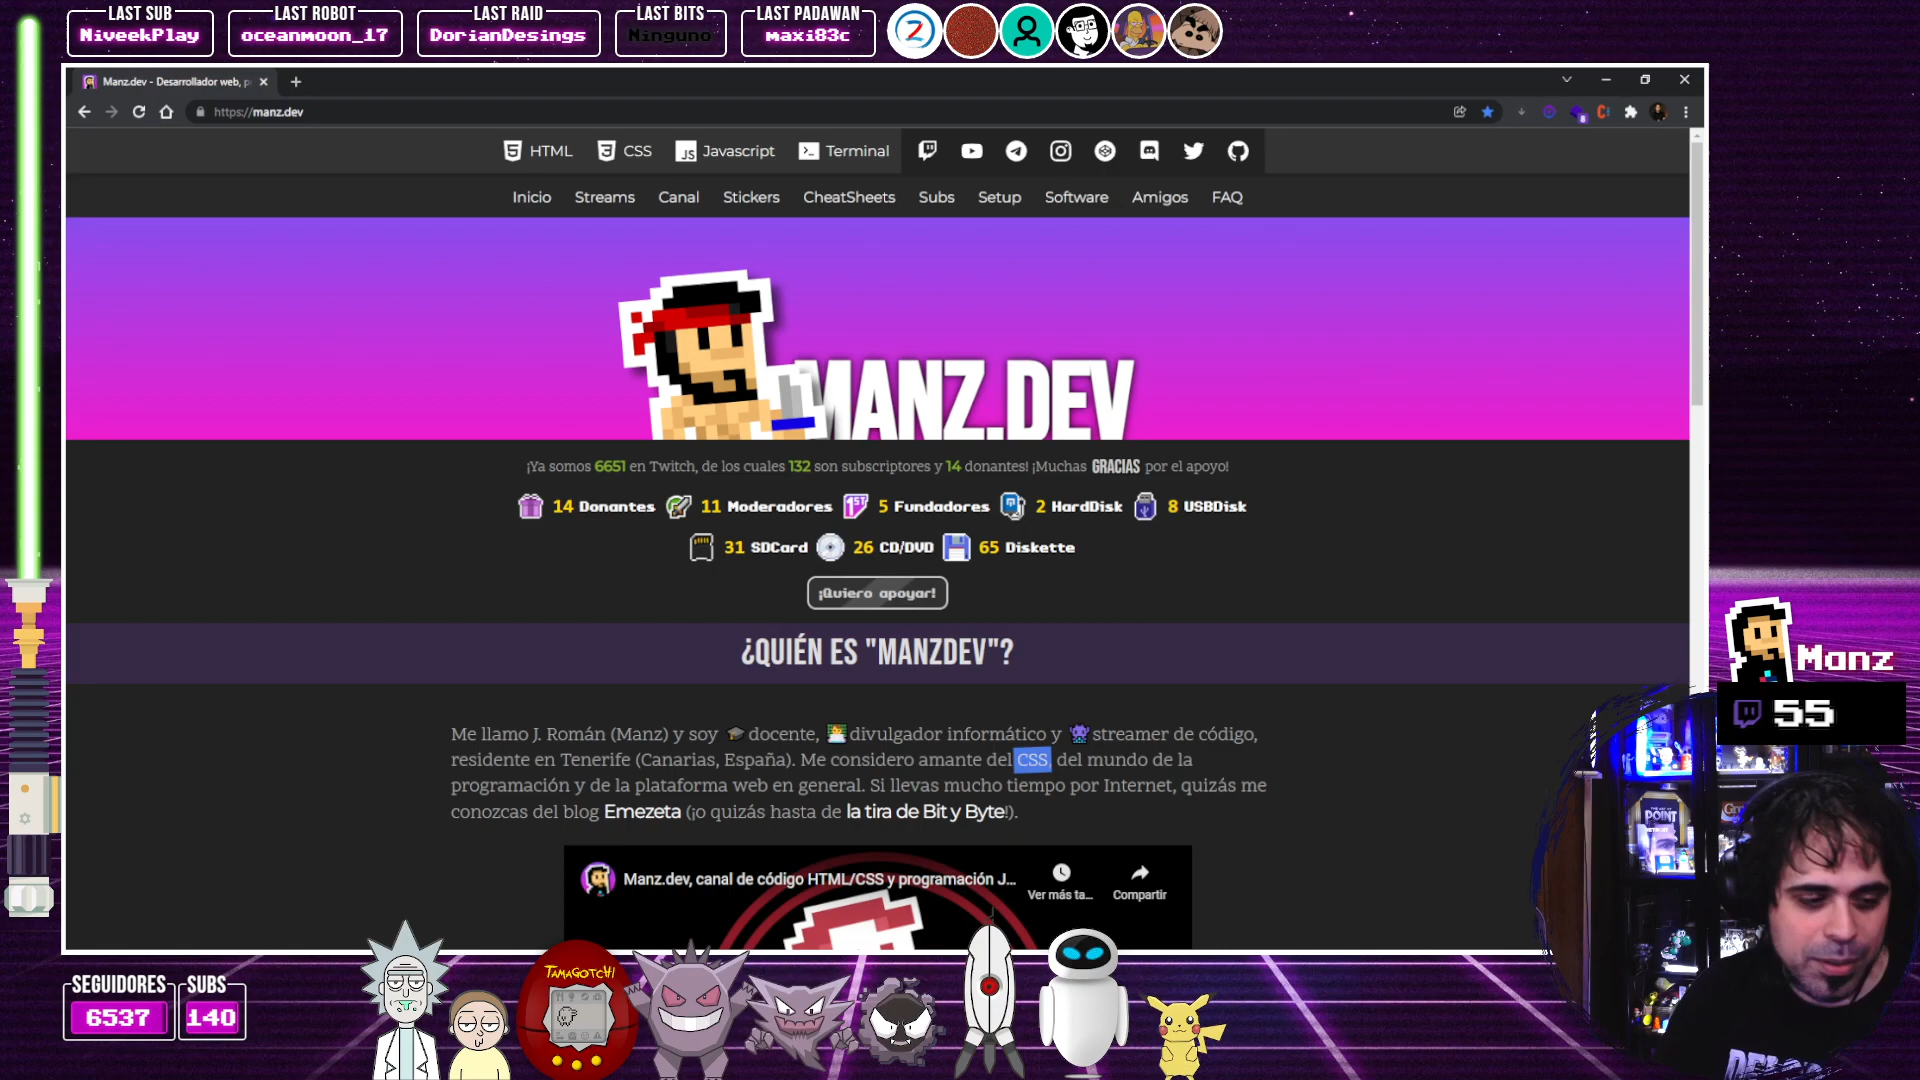 LAST SUB
NiveekPlay
LAST ROBOT
oceanmoon_17
LAST RAID
DorianDesings
LAST BITS
Ninguno
LAST PADAWAN
maxi83c
Manz.dev - Desarrollador web, p
https://manz.dev
8
HTML
CSS
JS Javascript
Terminal
Inicio
Streams
Canal
Stickers
CheatSheets
Subs
Setup
Software
Amigos
FAQ
MANZ.DEV
¡Ya somos 6651 en Twitch, de los cuales 132 son subscriptores y 14 donantes! ¡Muchas GRACIAS por el apoyo!
14 Donantes
11 Moderadores
1ST 5 Fundadores
2 HardDisk
8 USBDisk
31 SDCard
26 CD/DVD
65 Diskette
¡Quiero apoyar!
¿QUIÉN ES "MANZDEV"?
Me llamo J. Román (Manz) y soy docente, divulgador informático y streamer de código,
residente en Tenerife (Canarias, España). Me considero amante del CSS, del mundo de la
programación y de la plataforma web en general. Si llevas mucho tiempo por Internet, quizás me
conozcas del blog Emezeta (¡o quizás hasta de la tira de Bit y Byte!).
Manz.dev, canal de código HTML/CSS y programación J...
Ver más ta...
Compartir
Manz
55
POINT
TAMAGOTCHI
SEGUIDORES
6537
SUBS
140